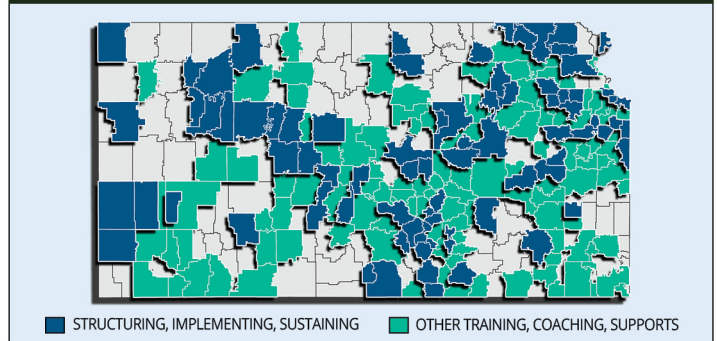 STRUCTURING, IMPLEMENTING, SUSTAINING
OTHER TRAINING, COACHING, SUPPORTS